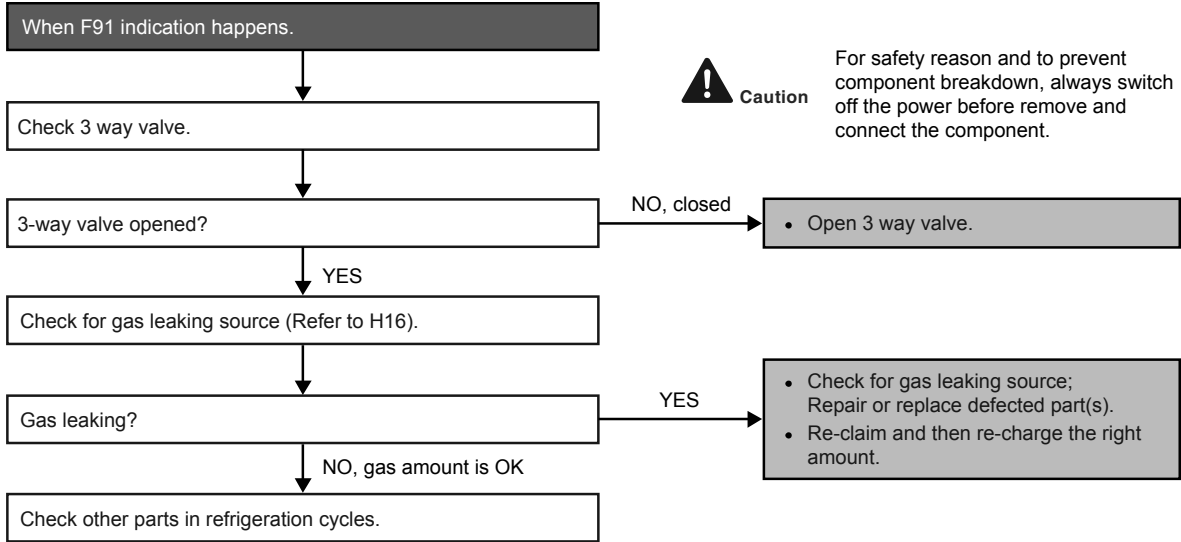 When F91 indication happens.
Caution
For safety reason and to prevent
component breakdown, always switch
off the power before remove and
connect the component.
Check 3 way valve.
3-way valve opened?
NO, closed
• Open 3 way valve.
YES
Check for gas leaking source (Refer to H16).
Gas leaking?
YES
• Check for gas leaking source;
Repair or replace defected part(s).
• Re-claim and then re-charge the right
amount.
NO, gas amount is OK
Check other parts in refrigeration cycles.